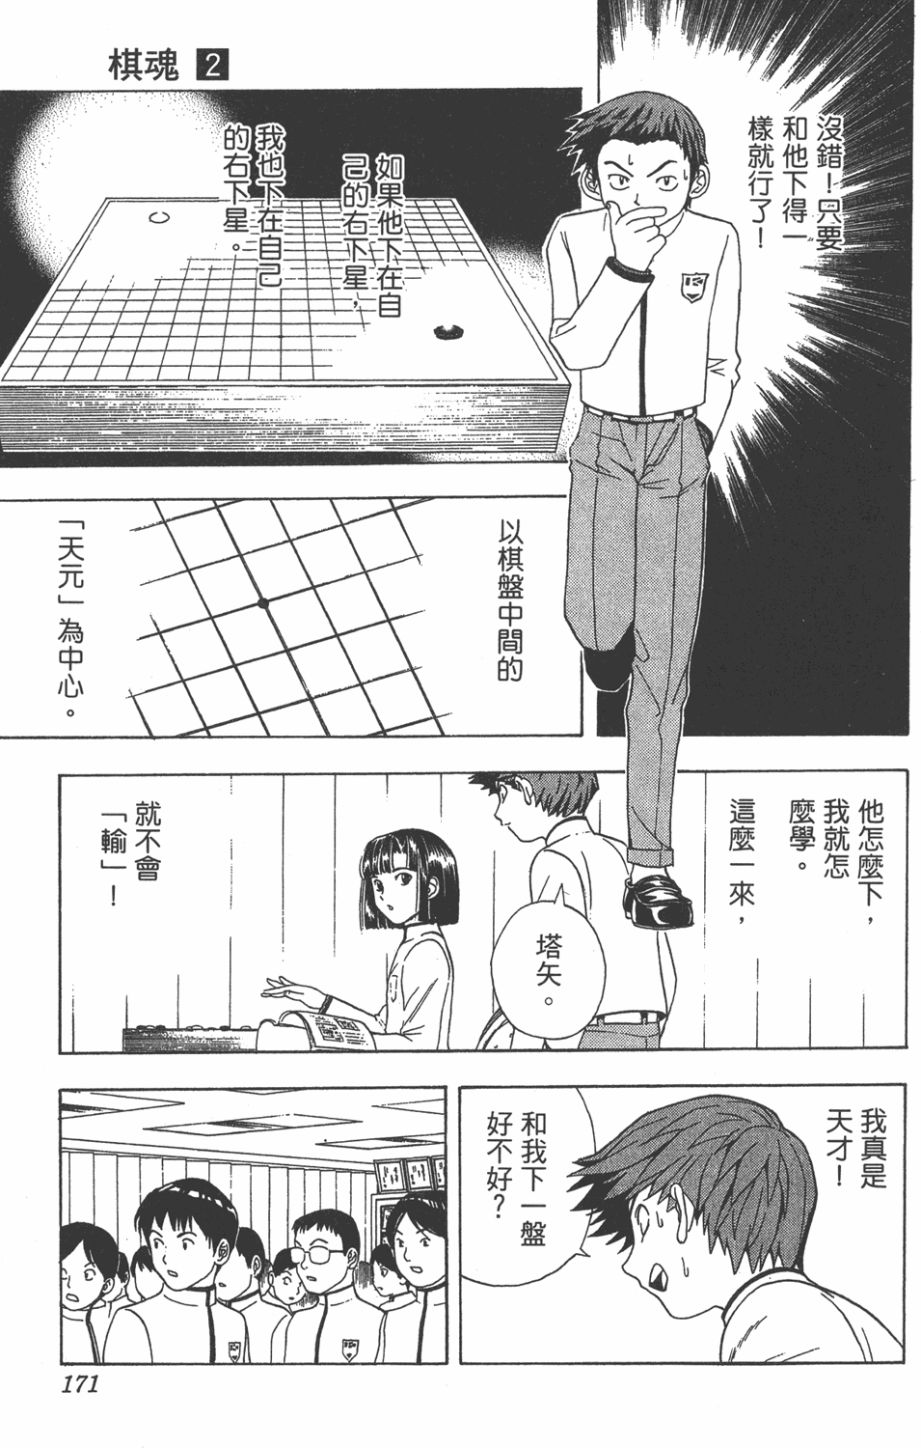 棋魂 2
沒錯！只要
和他下得一
樣就行了！
如果他下在自
己的右下星，
我也下在自己
的右下星。
以棋盤中間的
「天元」為中心。
他怎麼下，
我就怎
麼學。
這麼一來，
塔矢。
就不會
「輸」！
我真是
天才！
和我下一盤
好不好？
171